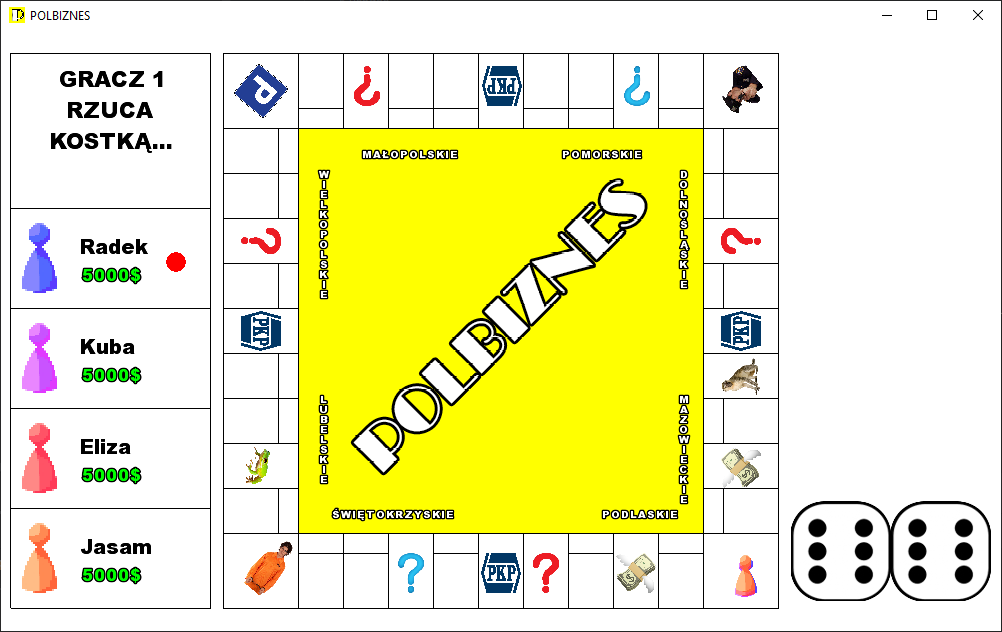 POLBIZNES
GRACZ 1
RZUCA
KOSTKĄ...
Radek
5000$
Kuba
5000$
Eliza
5000$
Jasam
5000$
P
?
PKP
?
MAŁOPOLSKIE
POMORSKIE
WIELKOPOLSKIE
DOLNOŚLĄSKIE
?
?
POLBIZNES
PKP
PKP
LUBELSKIE
MAZOWIECKIE
ŚWIĘTOKRZYSKIE
PODLASKIE
?
PKP
?